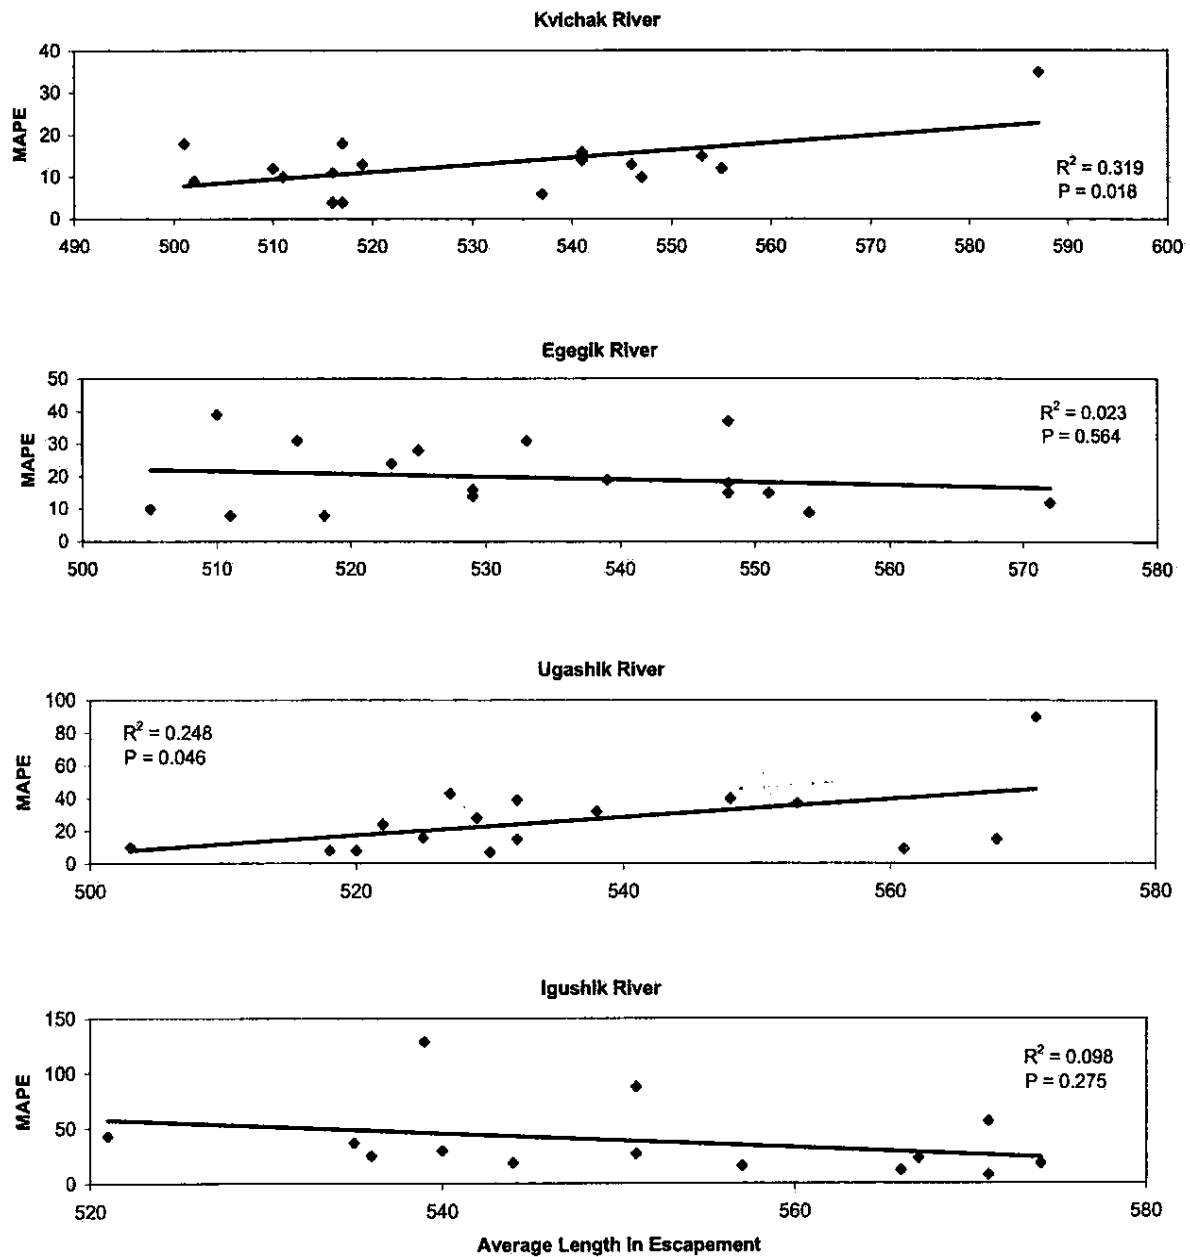 Kvichak River
40
30
20
10
0
MAPE
R² = 0.319
P = 0.018
490 500 510 520 530 540 550 560 570 580 590 600
Egegik River
50
40
30
20
10
0
MAPE
R² = 0.023
P = 0.564
500 510 520 530 540 550 560 570 580
Ugashik River
100
80
60
40
20
0
MAPE
R² = 0.248
P = 0.046
500 520 540 560 580
Igushik River
150
100
50
0
MAPE
R² = 0.098
P = 0.275
520 540 560 580
Average Length in Escapement